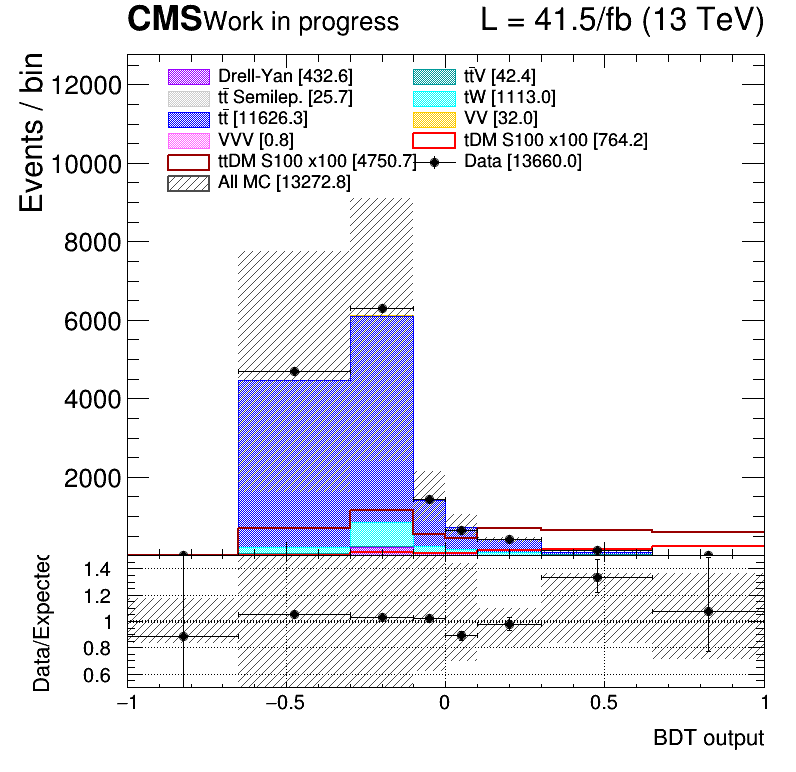 CMS Work in progress L = 41.5/fb (13 TeV)
Events / bin
12000
10000
8000
6000
4000
2000
Drell-Yan [432.6]
tt̄V [42.4]
tt̄ Semilep. [25.7]
tW [1113.0]
tt̄ [11626.3]
VV [32.0]
VVV [0.8]
tDM S100 x100 [764.2]
ttDM S100 x100 [4750.7]
Data [13660.0]
All MC [13272.8]
Data/Expected
1.4
1.2
1
0.8
0.6
−1 −0.5 0 0.5 1
BDT output